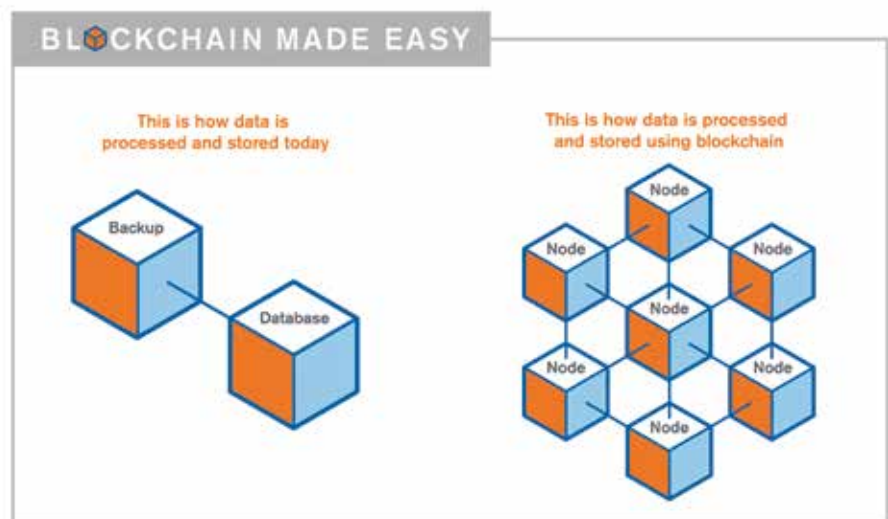 BLOCKCHAIN MADE EASY
This is how data is
processed and stored today
Backup
Database
This is how data is processed
and stored using blockchain
Node
Node
Node
Node
Node
Node
Node